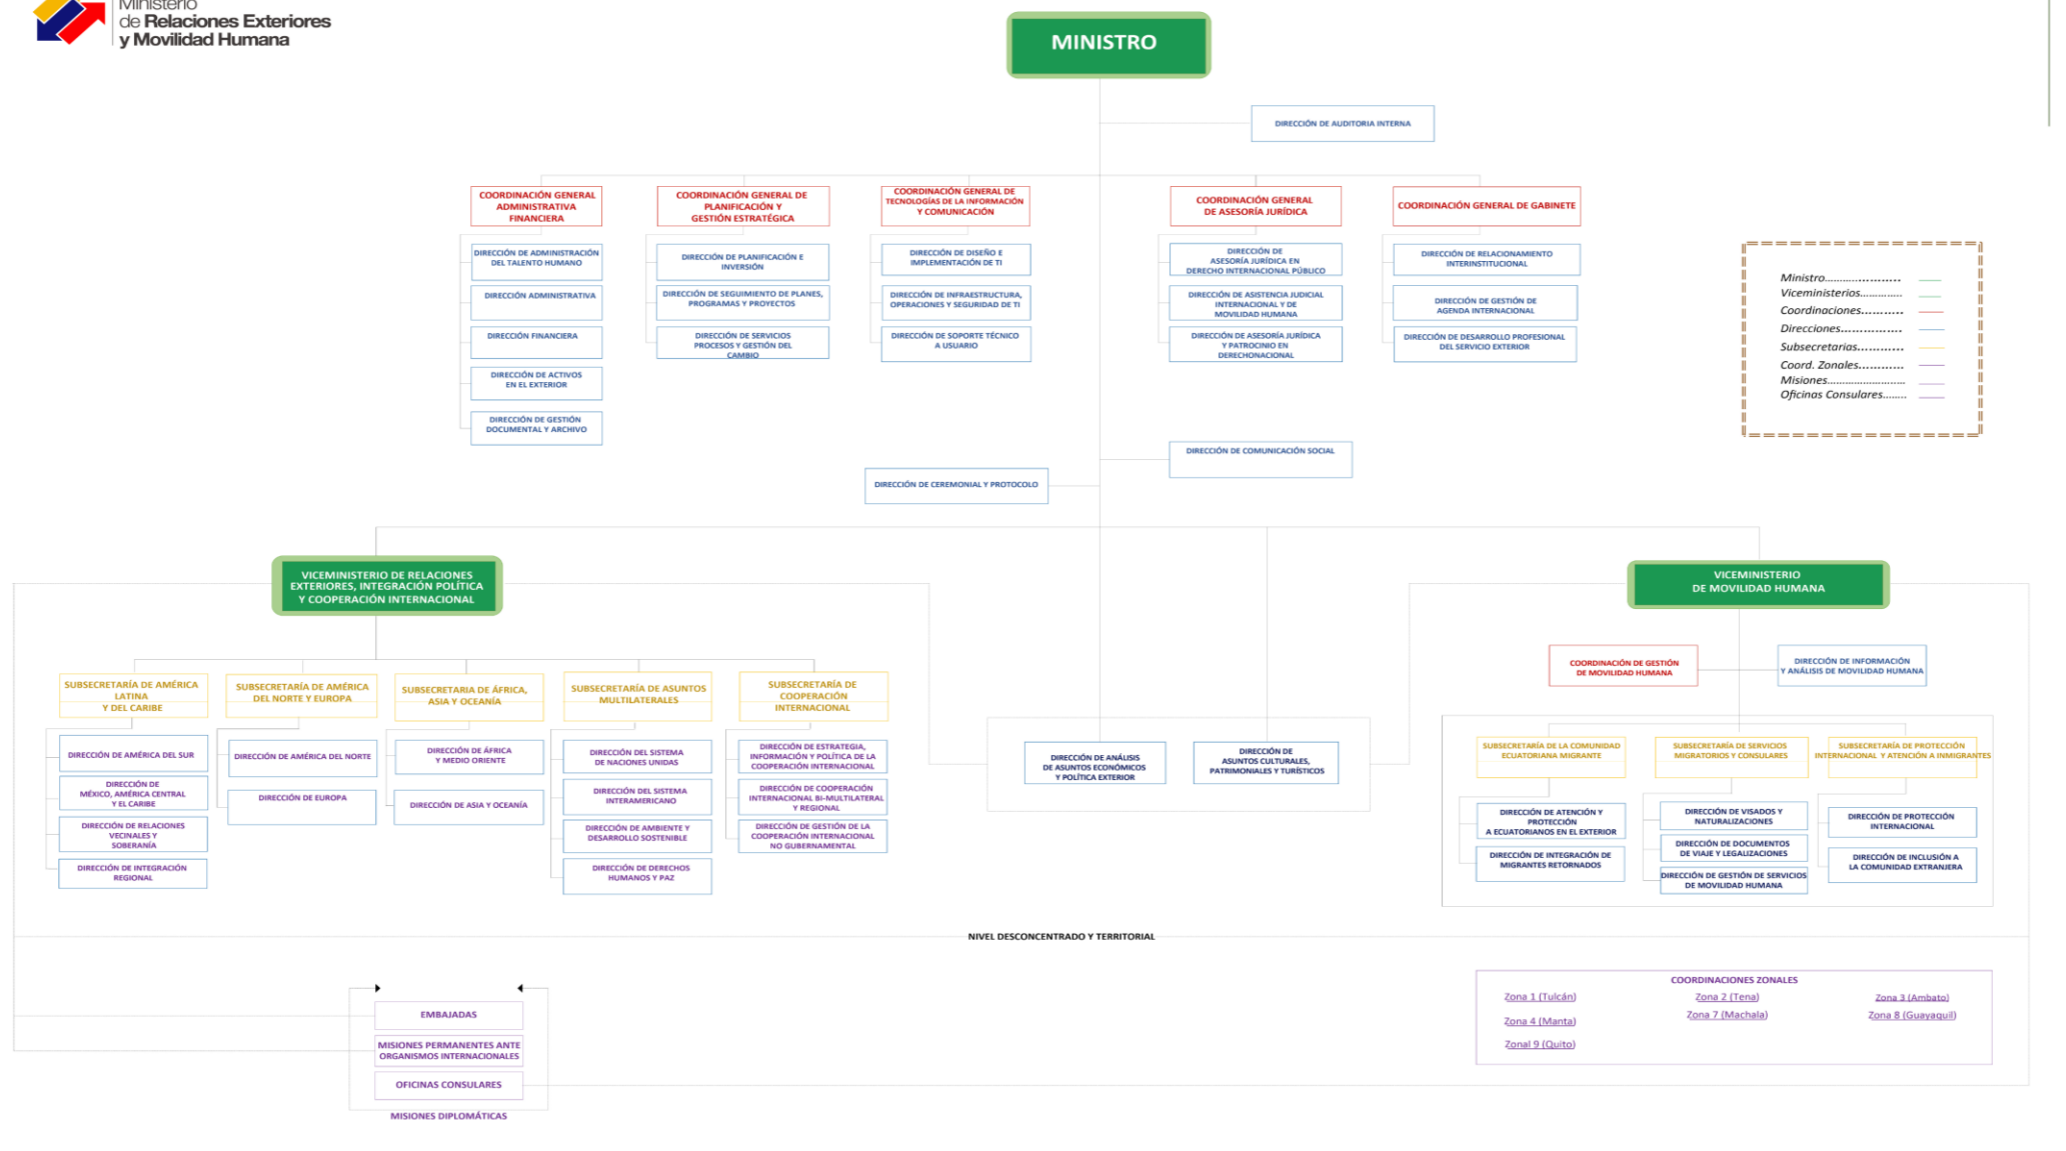 Ministerio
de Relaciones Exteriores
y Movilidad Humana
MINISTRO
DIRECCIÓN DE AUDITORIA INTERNA
COORDINACIÓN GENERAL
ADMINISTRATIVA
FINANCIERA
DIRECCIÓN DE ADMINISTRACIÓN
DEL TALENTO HUMANO
DIRECCIÓN ADMINISTRATIVA
DIRECCIÓN FINANCIERA
DIRECCIÓN DE ACTIVOS
EN EL EXTERIOR
DIRECCIÓN DE GESTIÓN
DOCUMENTAL Y ARCHIVO
COORDINACIÓN GENERAL DE
PLANIFICACIÓN Y
GESTIÓN ESTRATÉGICA
DIRECCIÓN DE PLANIFICACIÓN E
INVERSIÓN
DIRECCIÓN DE SEGUIMIENTO DE PLANES,
PROGRAMAS Y PROYECTOS
DIRECCIÓN DE SERVICIOS
PROCESOS Y GESTIÓN DEL
CAMBIO
COORDINACIÓN GENERAL DE
TECNOLOGÍAS DE LA INFORMACIÓN
Y COMUNICACIÓN
DIRECCIÓN DE DISEÑO E
IMPLEMENTACIÓN DE TI
DIRECCIÓN DE INFRAESTRUCTURA,
OPERACIONES Y SEGURIDAD DE TI
DIRECCIÓN DE SOPORTE TÉCNICO
A USUARIO
COORDINACIÓN GENERAL
DE ASESORÍA JURÍDICA
DIRECCIÓN DE
ASESORÍA JURÍDICA EN
DERECHO INTERNACIONAL PÚBLICO
DIRECCIÓN DE ASISTENCIA JUDICIAL
INTERNACIONAL Y DE
MOVILIDAD HUMANA
DIRECCIÓN DE ASESORÍA JURÍDICA
Y PATROCINIO EN
DERECHONACIONAL
COORDINACIÓN GENERAL DE GABINETE
DIRECCIÓN DE RELACIONAMIENTO
INTERINSTITUCIONAL
DIRECCIÓN DE GESTIÓN DE
AGENDA INTERNACIONAL
DIRECCIÓN DE DESARROLLO PROFESIONAL
DEL SERVICIO EXTERIOR
Ministro......................
Viceministerios..............
Coordinaciones...........
Direcciones.................
Subsecretarias............
Coord. Zonales............
Misiones.........................
Oficinas Consulares........
DIRECCIÓN DE COMUNICACIÓN SOCIAL
DIRECCIÓN DE CEREMONIAL Y PROTOCOLO
VICEMINISTERIO DE RELACIONES
EXTERIORES, INTEGRACIÓN POLÍTICA
Y COOPERACIÓN INTERNACIONAL
VICEMINISTERIO
DE MOVILIDAD HUMANA
COORDINACIÓN DE GESTIÓN
DE MOVILIDAD HUMANA
DIRECCIÓN DE INFORMACIÓN
Y ANÁLISIS DE MOVILIDAD HUMANA
SUBSECRETARÍA DE AMÉRICA
LATINA
Y DEL CARIBE
DIRECCIÓN DE AMÉRICA DEL SUR
DIRECCIÓN DE
MÉXICO, AMÉRICA CENTRAL
Y EL CARIBE
DIRECCIÓN DE RELACIONES
VECINALES Y
SOBERANÍA
DIRECCIÓN DE INTEGRACIÓN
REGIONAL
SUBSECRETARÍA DE AMÉRICA
DEL NORTE Y EUROPA
DIRECCIÓN DE AMÉRICA DEL NORTE
DIRECCIÓN DE EUROPA
SUBSECRETARIA DE ÁFRICA,
ASIA Y OCEANÍA
DIRECCIÓN DE ÁFRICA
Y MEDIO ORIENTE
DIRECCIÓN DE ASIA Y OCEANÍA
SUBSECRETARÍA DE ASUNTOS
MULTILATERALES
DIRECCIÓN DEL SISTEMA
DE NACIONES UNIDAS
DIRECCIÓN DEL SISTEMA
INTERAMERICANO
DIRECCIÓN DE AMBIENTE Y
DESARROLLO SOSTENIBLE
DIRECCIÓN DE DERECHOS
HUMANOS Y PAZ
SUBSECRETARÍA DE
COOPERACIÓN
INTERNACIONAL
DIRECCIÓN DE ESTRATEGIA,
INFORMACIÓN Y POLÍTICA DE LA
COOPERACIÓN INTERNACIONAL
DIRECCIÓN DE COOPERACIÓN
INTERNACIONAL BI-MULTILATERAL
Y REGIONAL
DIRECCIÓN DE GESTIÓN DE LA
COOPERACIÓN INTERNACIONAL
NO GUBERNAMENTAL
DIRECCIÓN DE ANÁLISIS
DE ASUNTOS ECONÓMICOS
Y POLÍTICA EXTERIOR
DIRECCIÓN DE
ASUNTOS CULTURALES,
PATRIMONIALES Y TURÍSTICOS
SUBSECRETARÍA DE LA COMUNIDAD
ECUATORIANA MIGRANTE
DIRECCIÓN DE ATENCIÓN Y
PROTECCIÓN
A ECUATORIANOS EN EL EXTERIOR
DIRECCIÓN DE INTEGRACIÓN DE
MIGRANTES RETORNADOS
SUBSECRETARÍA DE SERVICIOS
MIGRATORIOS Y CONSULARES
DIRECCIÓN DE VISADOS Y
NATURALIZACIONES
DIRECCIÓN DE DOCUMENTOS
DE VIAJE Y LEGALIZACIONES
DIRECCIÓN DE GESTIÓN DE SERVICIOS
DE MOVILIDAD HUMANA
SUBSECRETARÍA DE PROTECCIÓN
INTERNACIONAL Y ATENCIÓN A INMIGRANTES
DIRECCIÓN DE PROTECCIÓN
INTERNACIONAL
DIRECCIÓN DE INCLUSIÓN A
LA COMUNIDAD EXTRANJERA
NIVEL DESCONCENTRADO Y TERRITORIAL
EMBAJADAS
MISIONES PERMANENTES ANTE
ORGANISMOS INTERNACIONALES
OFICINAS CONSULARES
MISIONES DIPLOMÁTICAS
COORDINACIONES ZONALES
Zona 1 (Tulcán) Zona 2 (Tena) Zona 3 (Ambato)
Zona 4 (Manta) Zona 7 (Machala) Zona 8 (Guayaquil)
Zonal 9 (Quito)